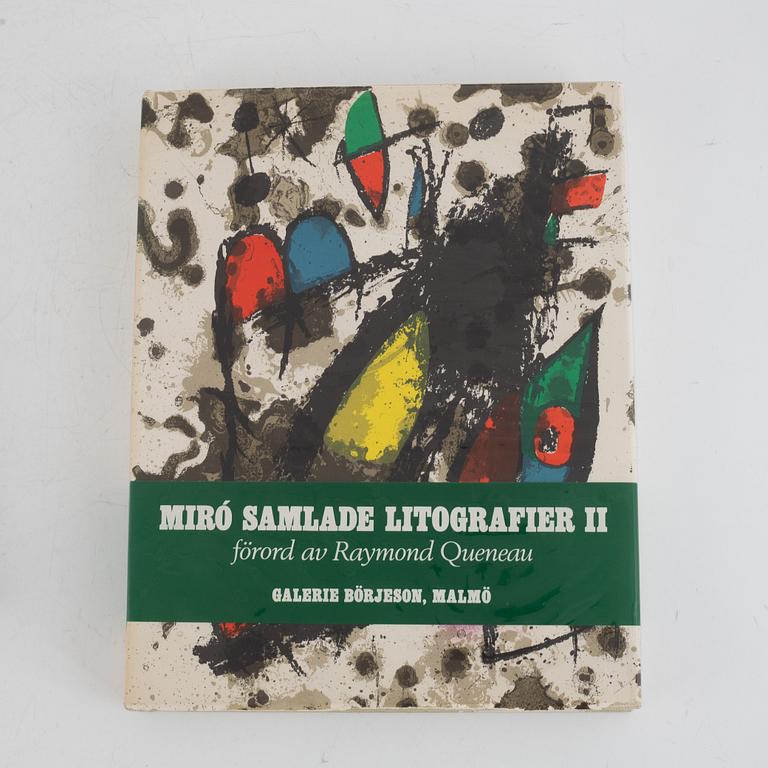 MIRÓ SAMLADE LITOGRAFIER II
förord av Raymond Queneau
GALERIE BÖRJESON, MALMÖ